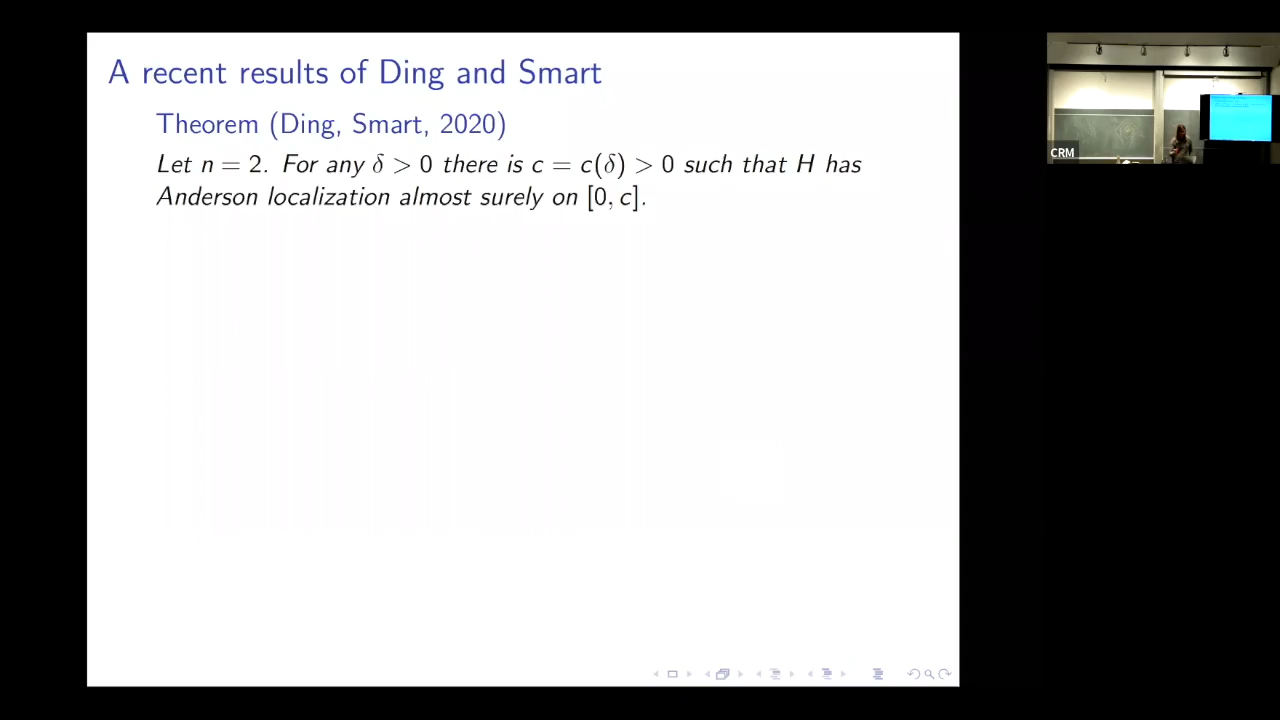 A recent results of Ding and Smart
Theorem (Ding, Smart, 2020)
Let n = 2. For any δ > 0 there is c = c(δ) > 0 such that H has
Anderson localization almost surely on [0, c].
CRM